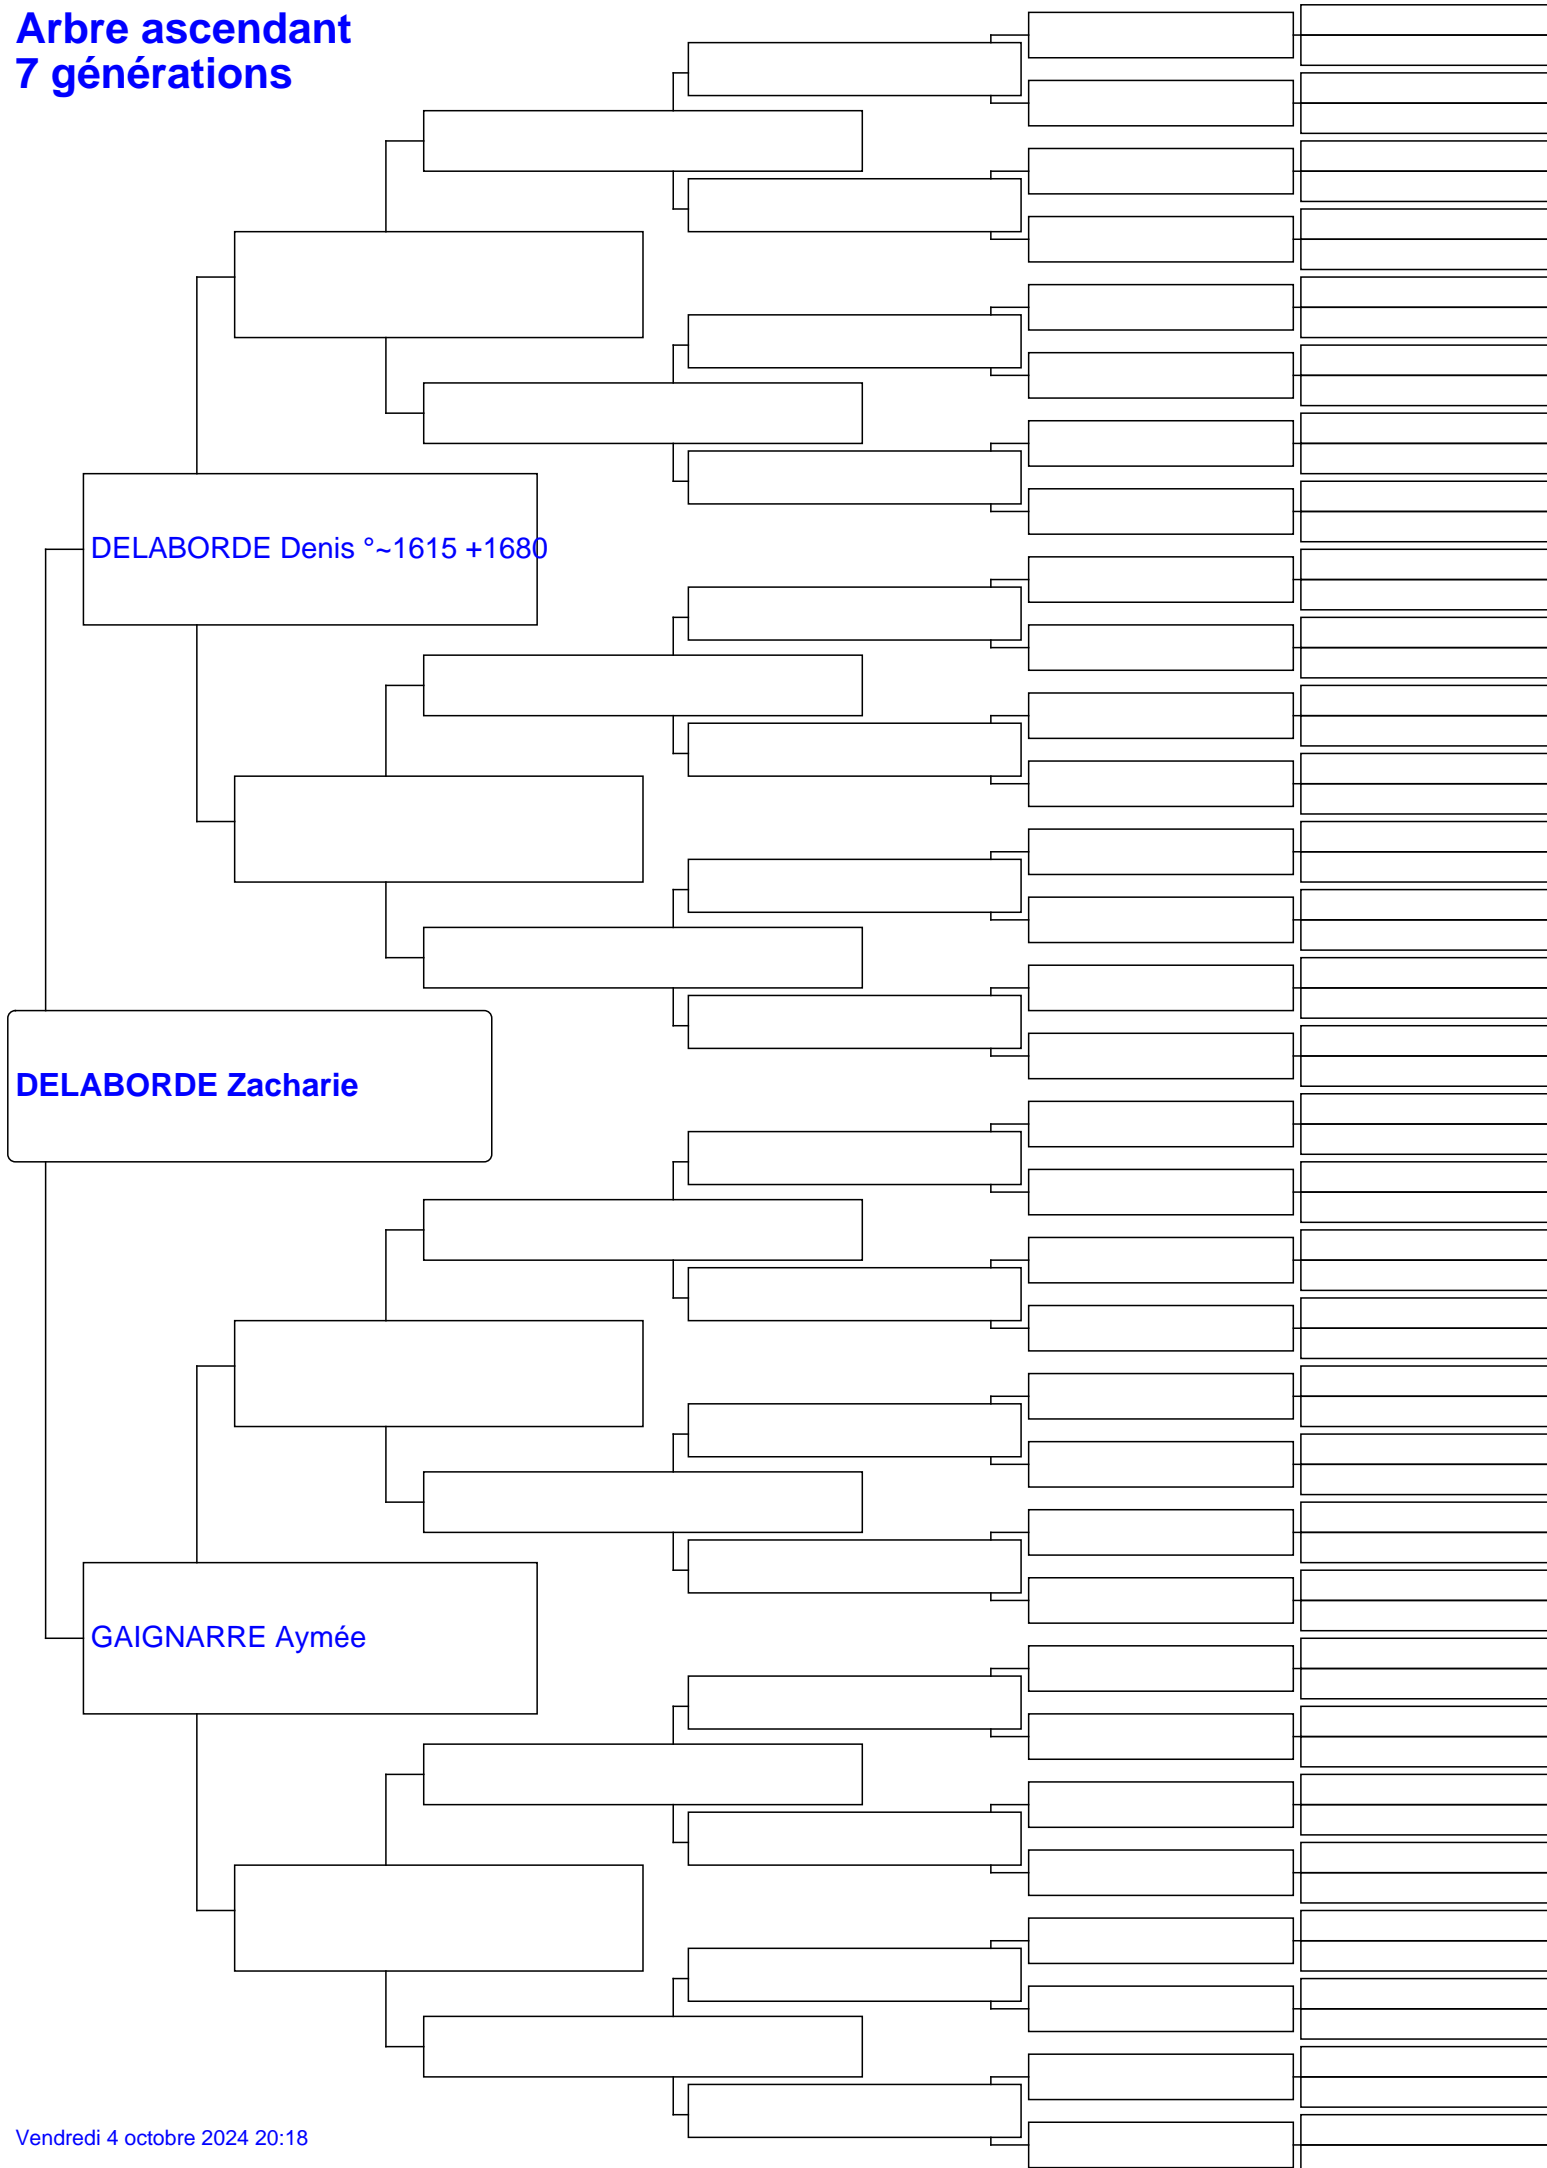 Arbre ascendant
7 générations
DELABORDE Denis °~1615 +1680
DELABORDE Zacharie
GAIGNARRE Aymée
Vendredi 4 octobre 2024 20:18